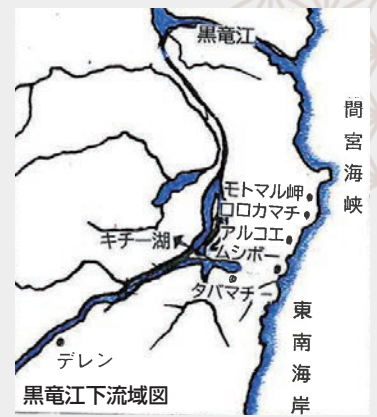 黒竜江
間宮海峡
モトマル岬
ロロカマチ
アルコエ
キチー湖
ムシボー
タバマチー
東南海岸
デレン
黒竜江下流域図